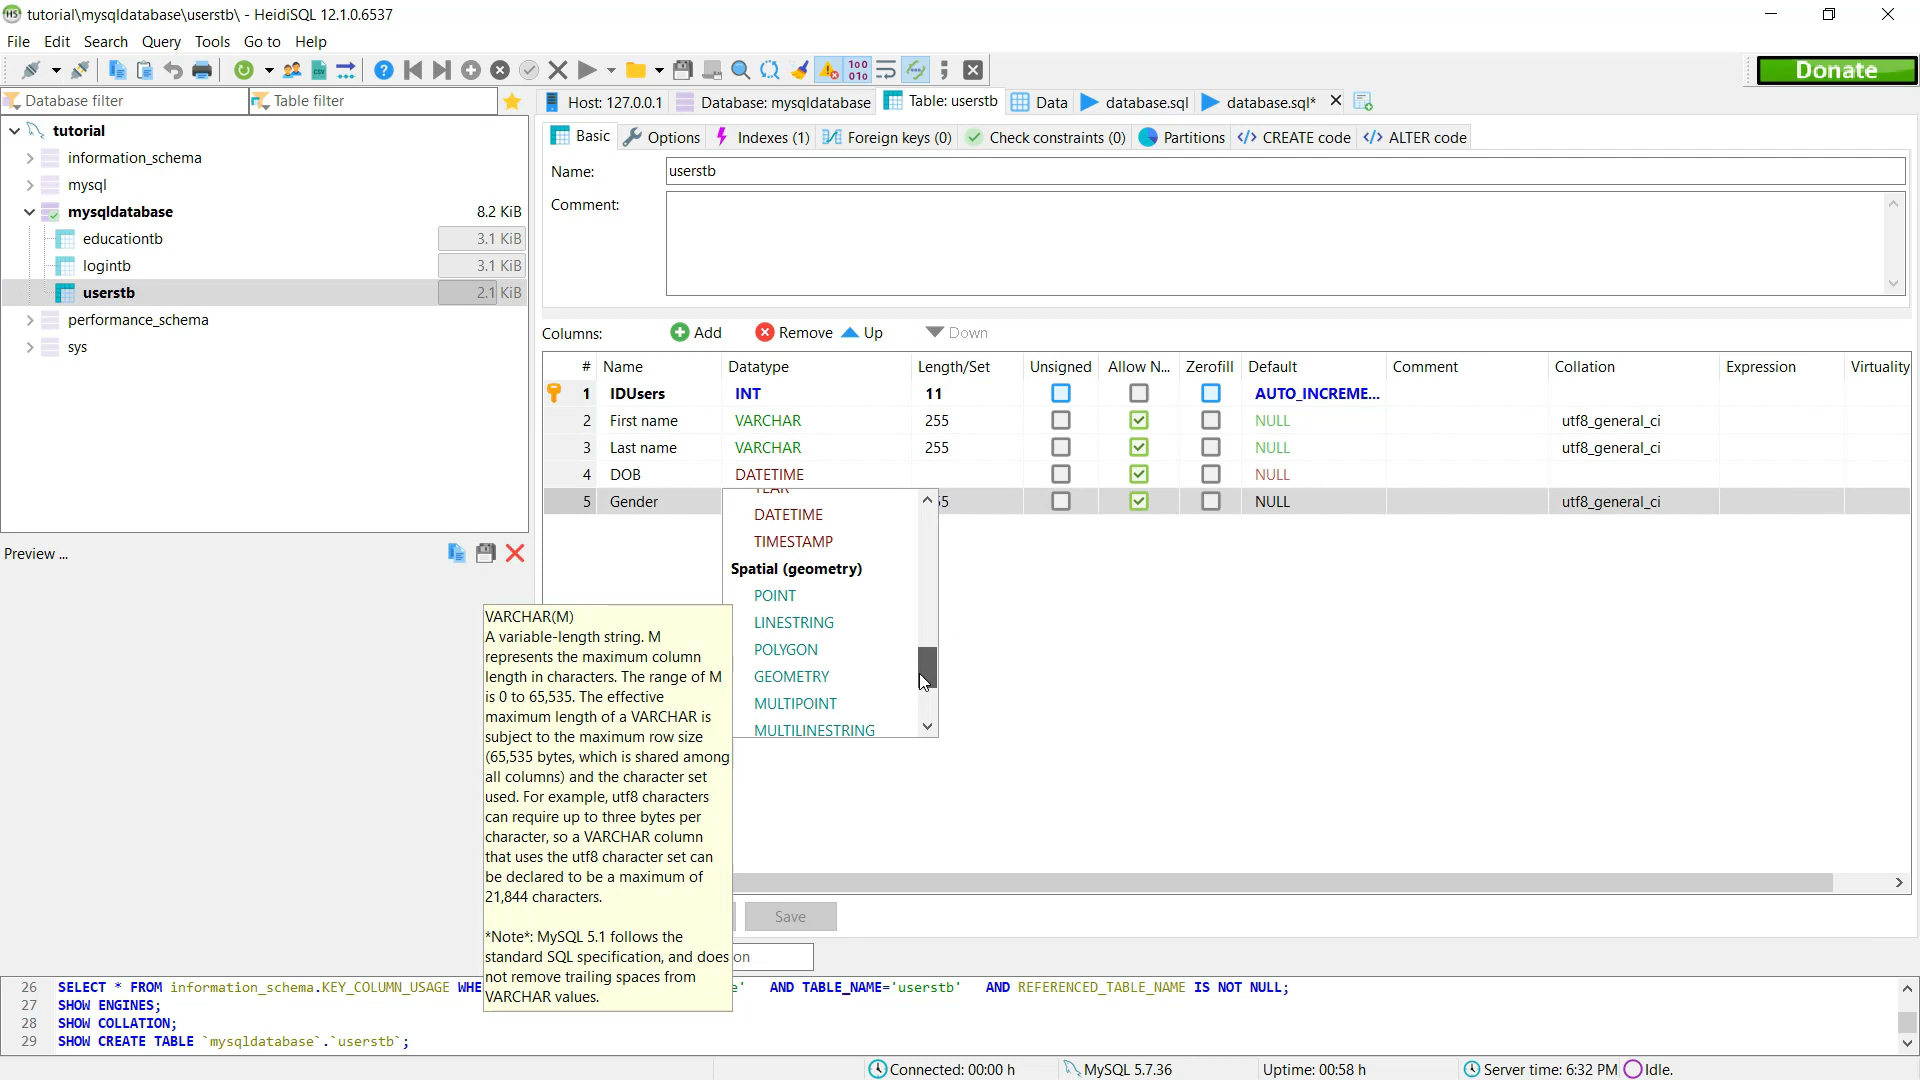 tutorial\mysqldatabase\userstb\ - HeidiSQL 12.1.0.6537
File Edit Search Query Tools Go to Help
Donate
Database filter
Table filter
Host: 127.0.0.1 Database: mysqldatabase Table: userstb Data database.sql database.sql*
tutorial
information_schema
mysql
mysqldatabase 8.2 KiB
educationtb 3.1 KiB
logintb 3.1 KiB
userstb 2.1 KiB
performance_schema
sys
Basic Options Indexes (1) Foreign keys (0) Check constraints (0) Partitions CREATE code ALTER code
Name: userstb
Comment:
Columns: Add Remove Up Down
# Name Datatype Length/Set Unsigned Allow N... Zerofill Default Comment Collation Expression Virtuality
1 IDUsers INT 11 AUTO_INCREME...
2 First name VARCHAR 255 NULL utf8_general_ci
3 Last name VARCHAR 255 NULL utf8_general_ci
4 DOB DATETIME NULL
5 Gender NULL utf8_general_ci
YEAR
DATETIME
TIMESTAMP
Spatial (geometry)
POINT
LINESTRING
POLYGON
GEOMETRY
MULTIPOINT
MULTILINESTRING
Preview ...
VARCHAR(M)
A variable-length string. M
represents the maximum column
length in characters. The range of M
is 0 to 65,535. The effective
maximum length of a VARCHAR is
subject to the maximum row size
(65,535 bytes, which is shared among
all columns) and the character set
used. For example, utf8 characters
can require up to three bytes per
character, so a VARCHAR column
that uses the utf8 character set can
be declared to be a maximum of
21,844 characters.
*Note*: MySQL 5.1 follows the
standard SQL specification, and does
not remove trailing spaces from
VARCHAR values.
Save
26 SELECT * FROM information_schema.KEY_COLUMN_USAGE WHE e' AND TABLE_NAME='userstb' AND REFERENCED_TABLE_NAME IS NOT NULL;
27 SHOW ENGINES;
28 SHOW COLLATION;
29 SHOW CREATE TABLE `mysqldatabase`.`userstb`;
Connected: 00:00 h MySQL 5.7.36 Uptime: 00:58 h Server time: 6:32 PM Idle.